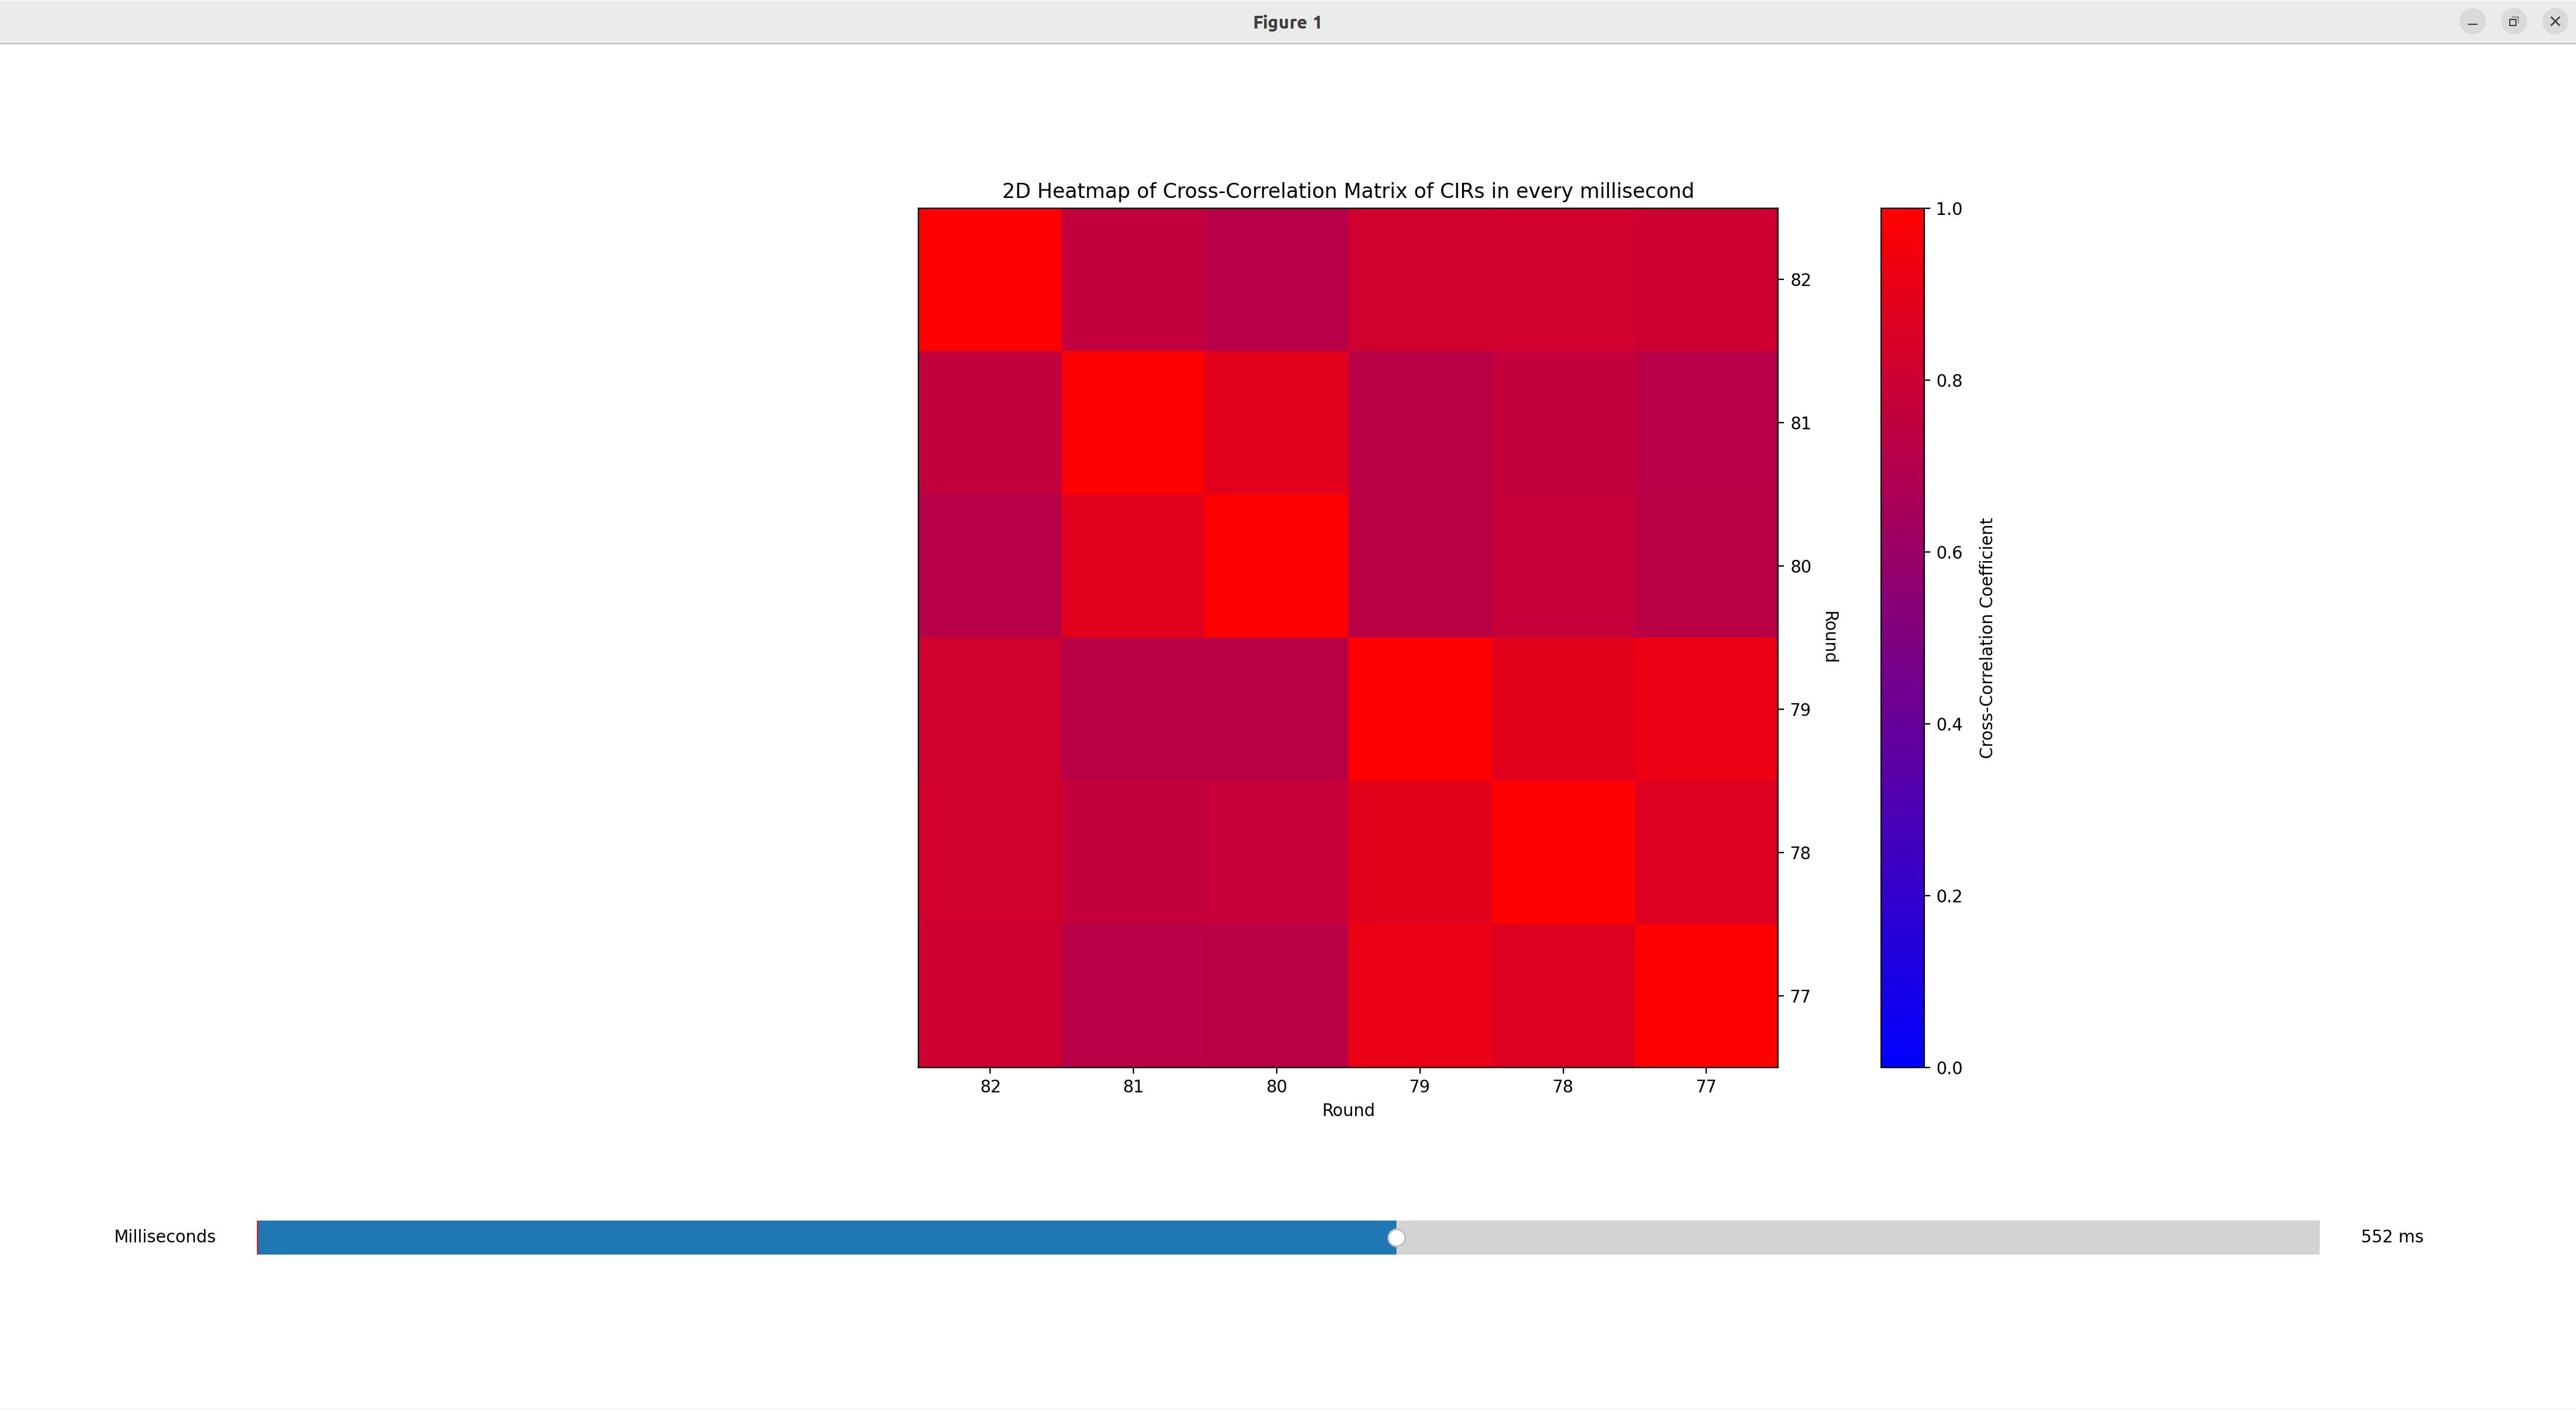 Figure 1
2D Heatmap of Cross-Correlation Matrix of CIRs in every millisecond
82
81
80
79
78
77
Round
82 81 80 79 78 77
Round
1.0
0.8
0.6
0.4
0.2
0.0
Cross-Correlation Coefficient
Milliseconds 552 ms